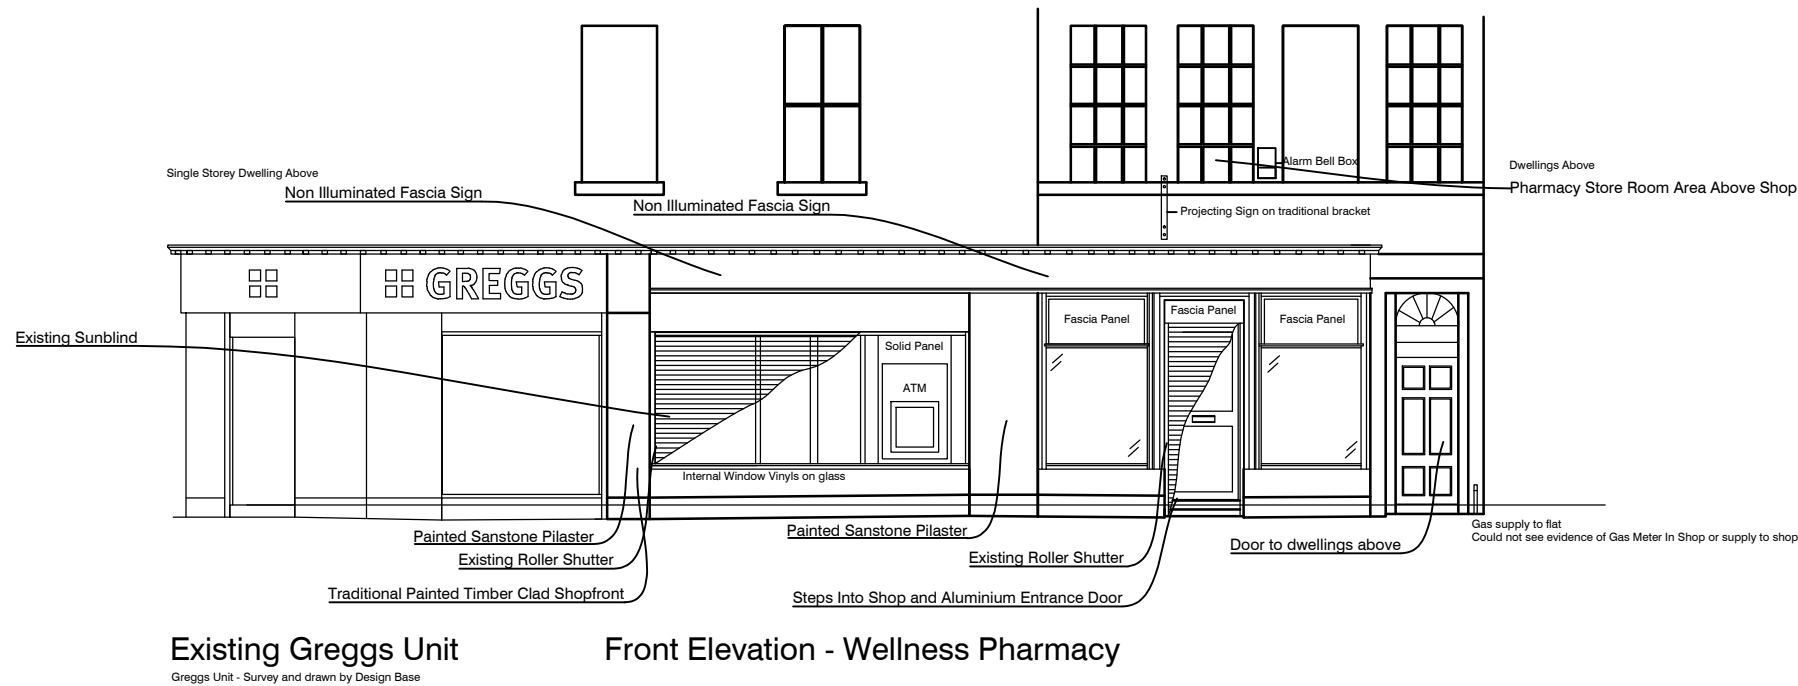 Single Storey Dwelling Above
Non Illuminated Fascia Sign
Non Illuminated Fascia Sign
Alarm Bell Box
Dwellings Above
Pharmacy Store Room Area Above Shop
Projecting Sign on traditional bracket
GREGGS
Existing Sunblind
Fascia Panel
Fascia Panel
Fascia Panel
Solid Panel
ATM
Internal Window Vinyls on glass
Painted Sanstone Pilaster
Existing Roller Shutter
Traditional Painted Timber Clad Shopfront
Painted Sanstone Pilaster
Existing Roller Shutter
Steps Into Shop and Aluminium Entrance Door
Door to dwellings above
Gas supply to flat
Could not see evidence of Gas Meter In Shop or supply to shop
Existing Greggs Unit
Greggs Unit - Survey and drawn by Design Base
Front Elevation - Wellness Pharmacy